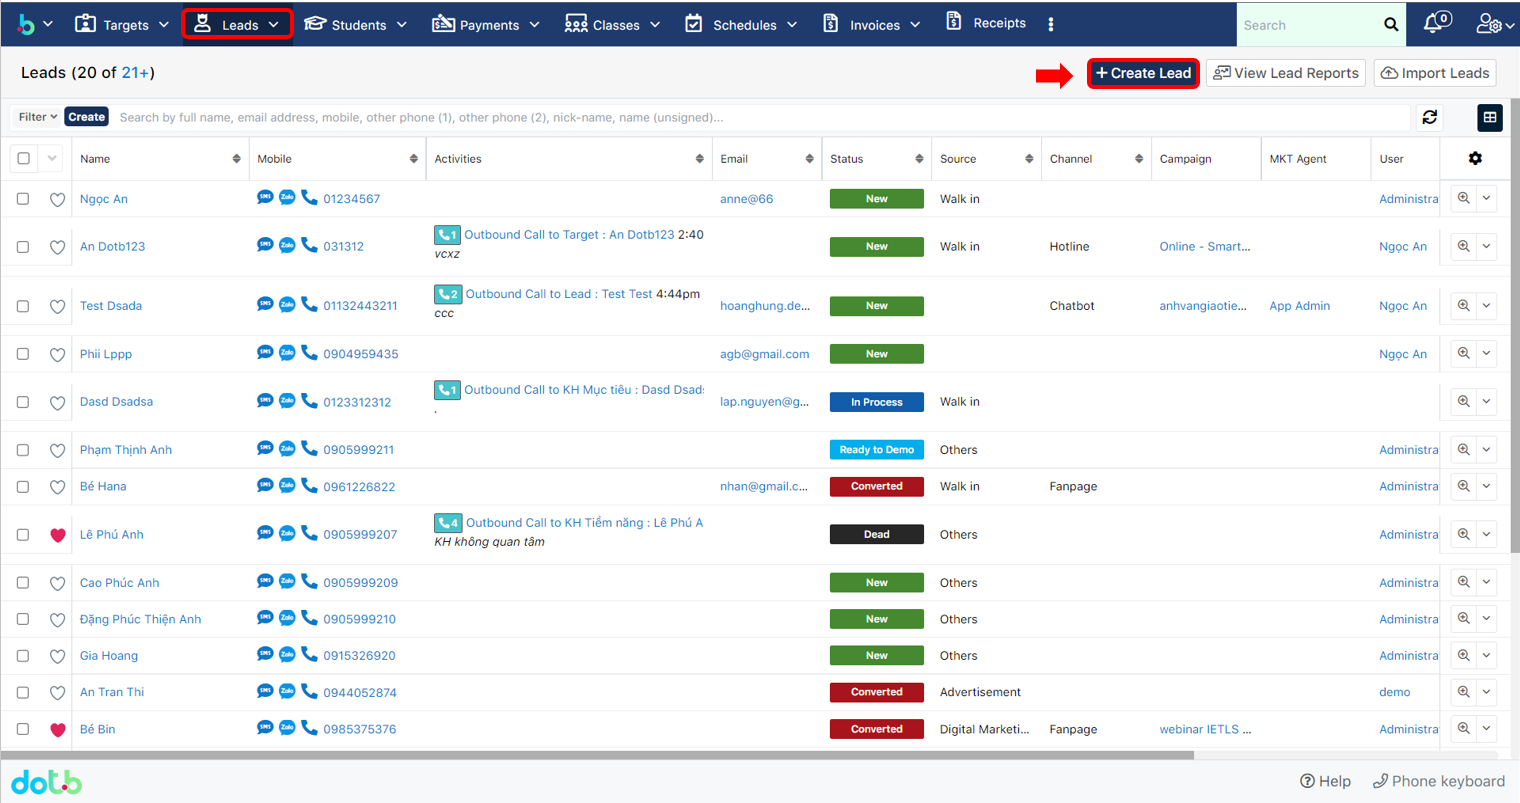 b Targets Leads Students Payments Classes Schedules Invoices Receipts Search 0
Leads (20 of 21+) + Create Lead View Lead Reports Import Leads
Filter Create Search by full name, email address, mobile, other phone (1), other phone (2), nick-name, name (unsigned)...
Name Mobile Activities Email Status Source Channel Campaign MKT Agent User
Ngọc An SMS Zalo 01234567 anne@66 New Walk in Administra
An Dotb123 SMS Zalo 031312 1 Outbound Call to Target : An Dotb123 2:40 New Walk in Hotline Online - Smart... Ngọc An
vcxz
Test Dsada SMS Zalo 01132443211 2 Outbound Call to Lead : Test Test 4:44pm hoanghung.de... New Chatbot anhvangiaotie... App Admin Ngọc An
ccc
Phii Lppp SMS Zalo 0904959435 agb@gmail.com New Ngọc An
Dasd Dsadsa SMS Zalo 0123312312 1 Outbound Call to KH Mục tiêu : Dasd Dsads lap.nguyen@g... In Process Walk in
.
Phạm Thịnh Anh SMS Zalo 0905999211 Ready to Demo Others Administra
Bé Hana SMS Zalo 0961226822 nhan@gmail.c... Converted Walk in Fanpage Administra
Lê Phú Anh SMS Zalo 0905999207 4 Outbound Call to KH Tiềm năng : Lê Phú A Dead Others Administra
KH không quan tâm
Cao Phúc Anh SMS Zalo 0905999209 New Others Administra
Đặng Phúc Thiện Anh SMS Zalo 0905999210 New Others Administra
Gia Hoang SMS Zalo 0915326920 New Others Administra
An Tran Thi SMS Zalo 0944052874 Converted Advertisement demo
Bé Bin SMS Zalo 0985375376 Converted Digital Marketi... Fanpage webinar IETLS ... Administra
dotb Help Phone keyboard